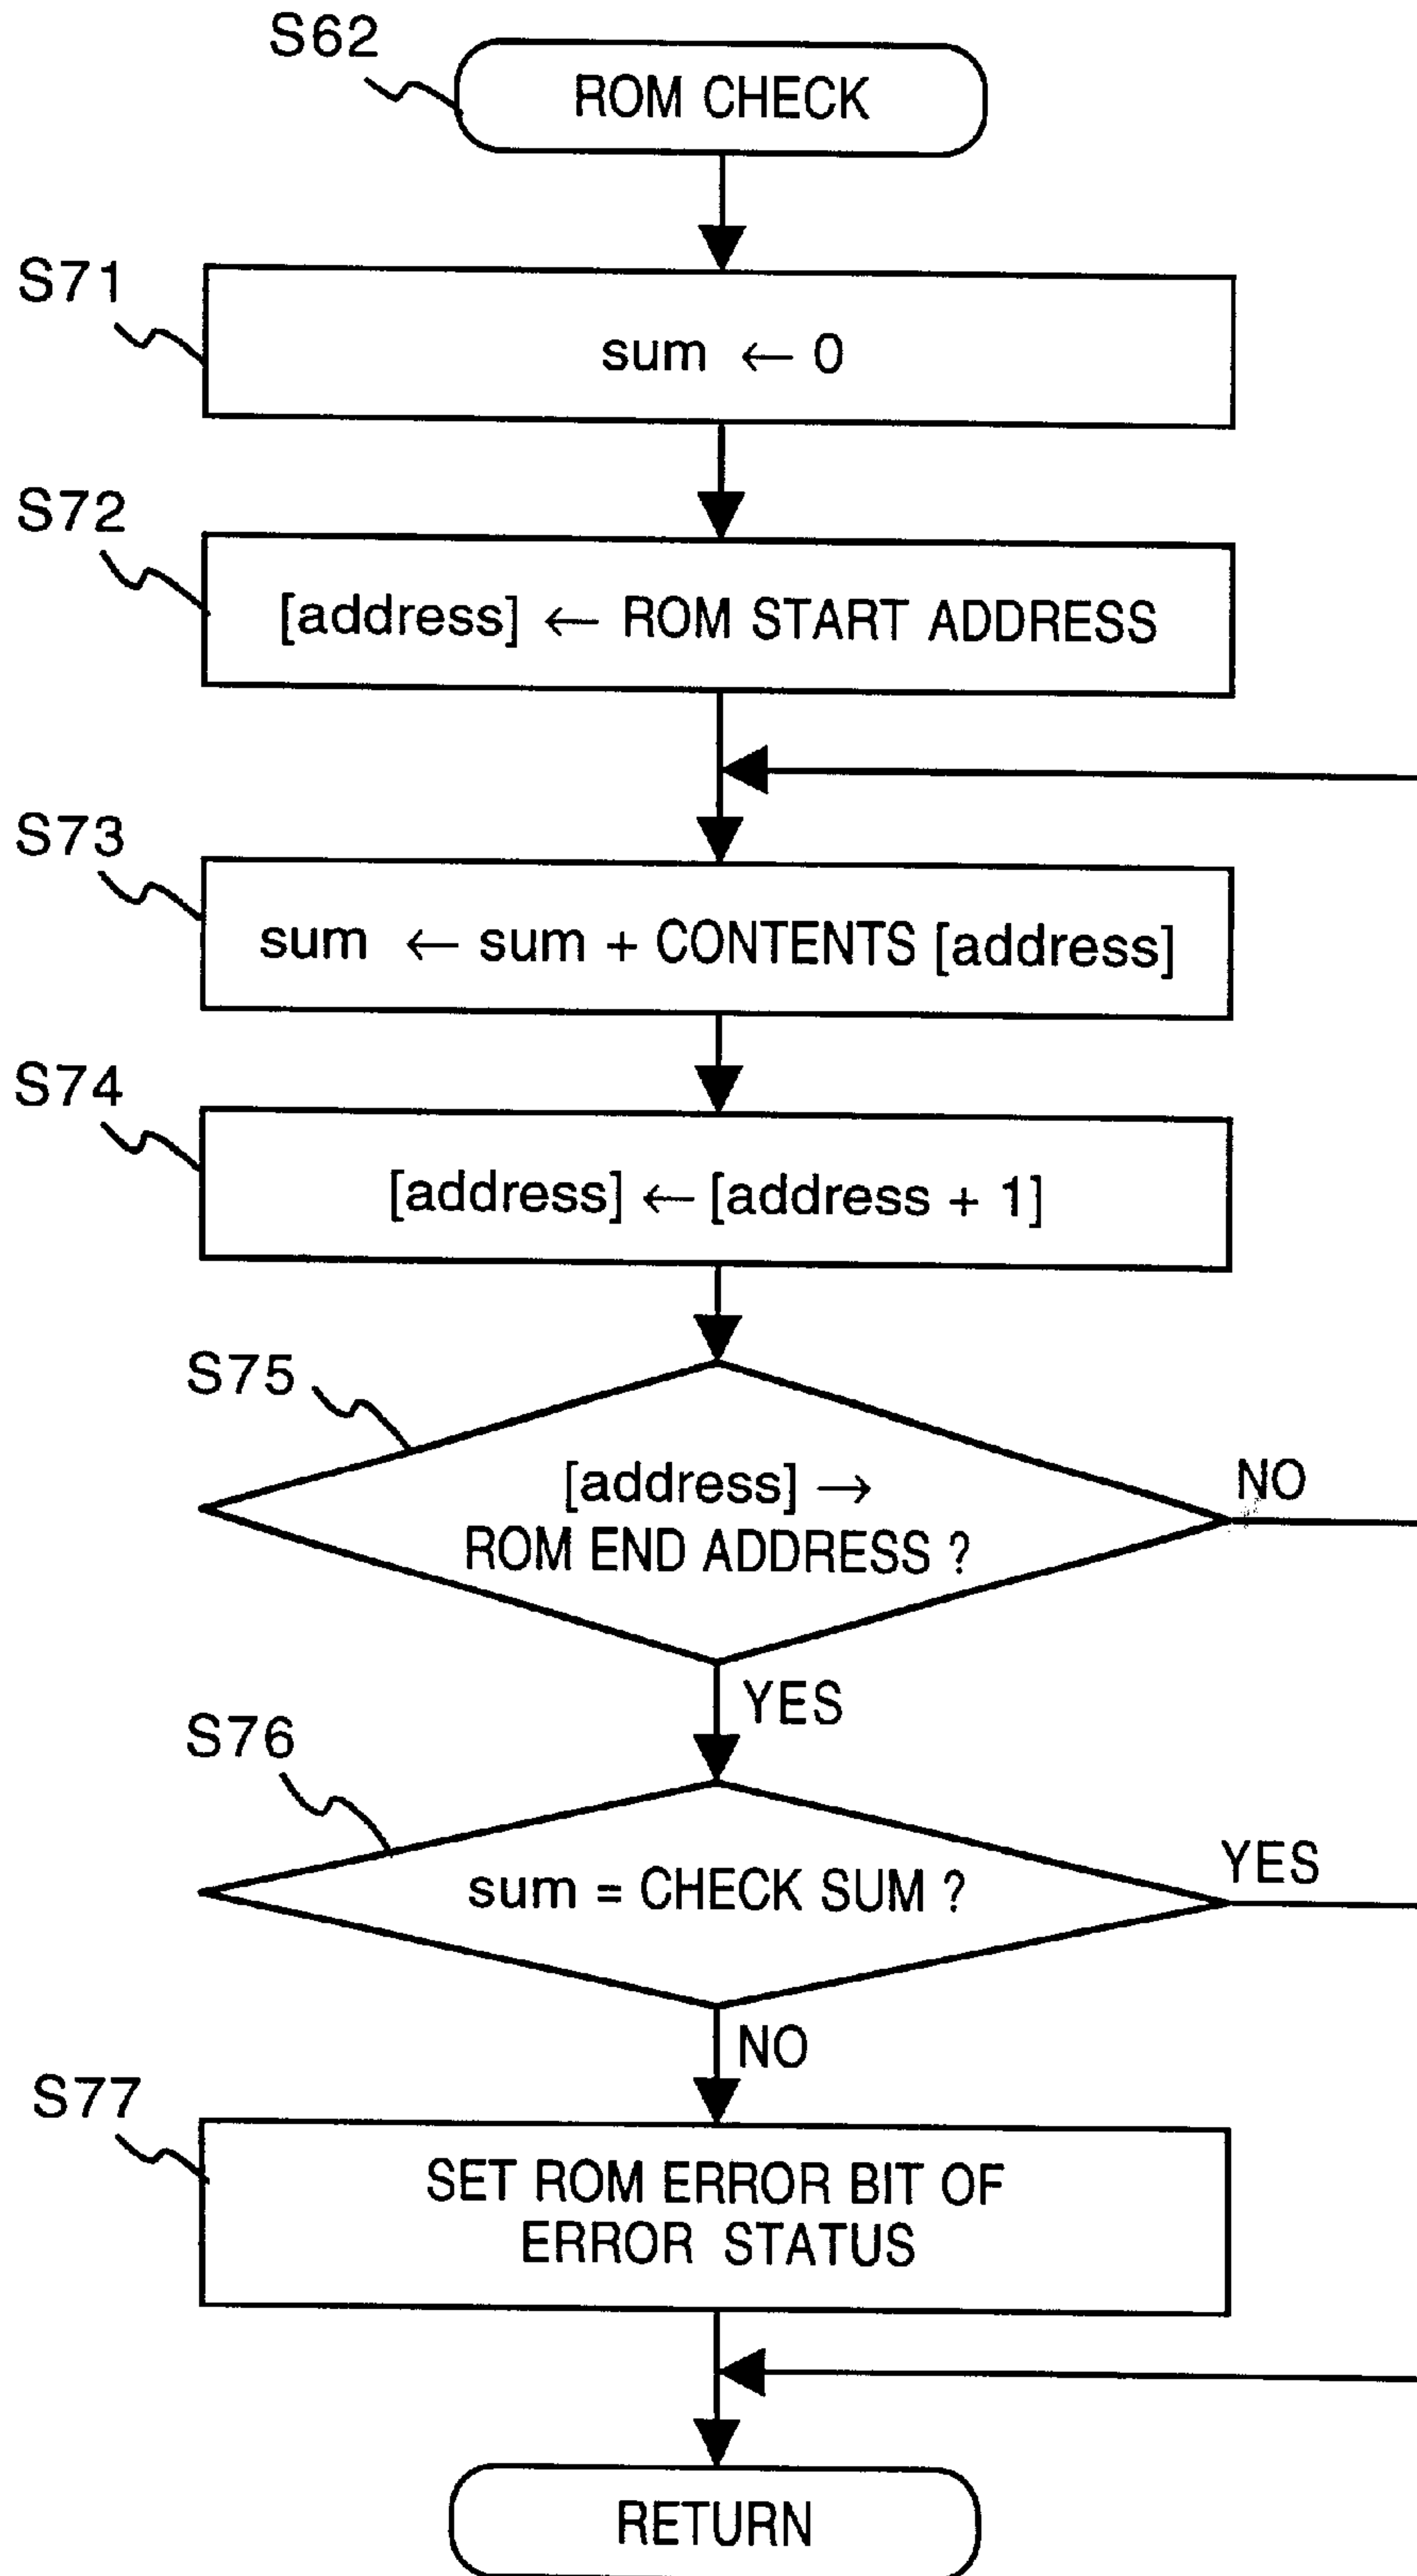 S62
ROM CHECK
S71
sum ← 0
S72
[address] ← ROM START ADDRESS
S73
sum ← sum + CONTENTS [address]
S74
[address] ← [address + 1]
S75
[address] →
ROM END ADDRESS ?
NO
YES
S76
sum = CHECK SUM ?
YES
NO
S77
SET ROM ERROR BIT OF
ERROR STATUS
RETURN